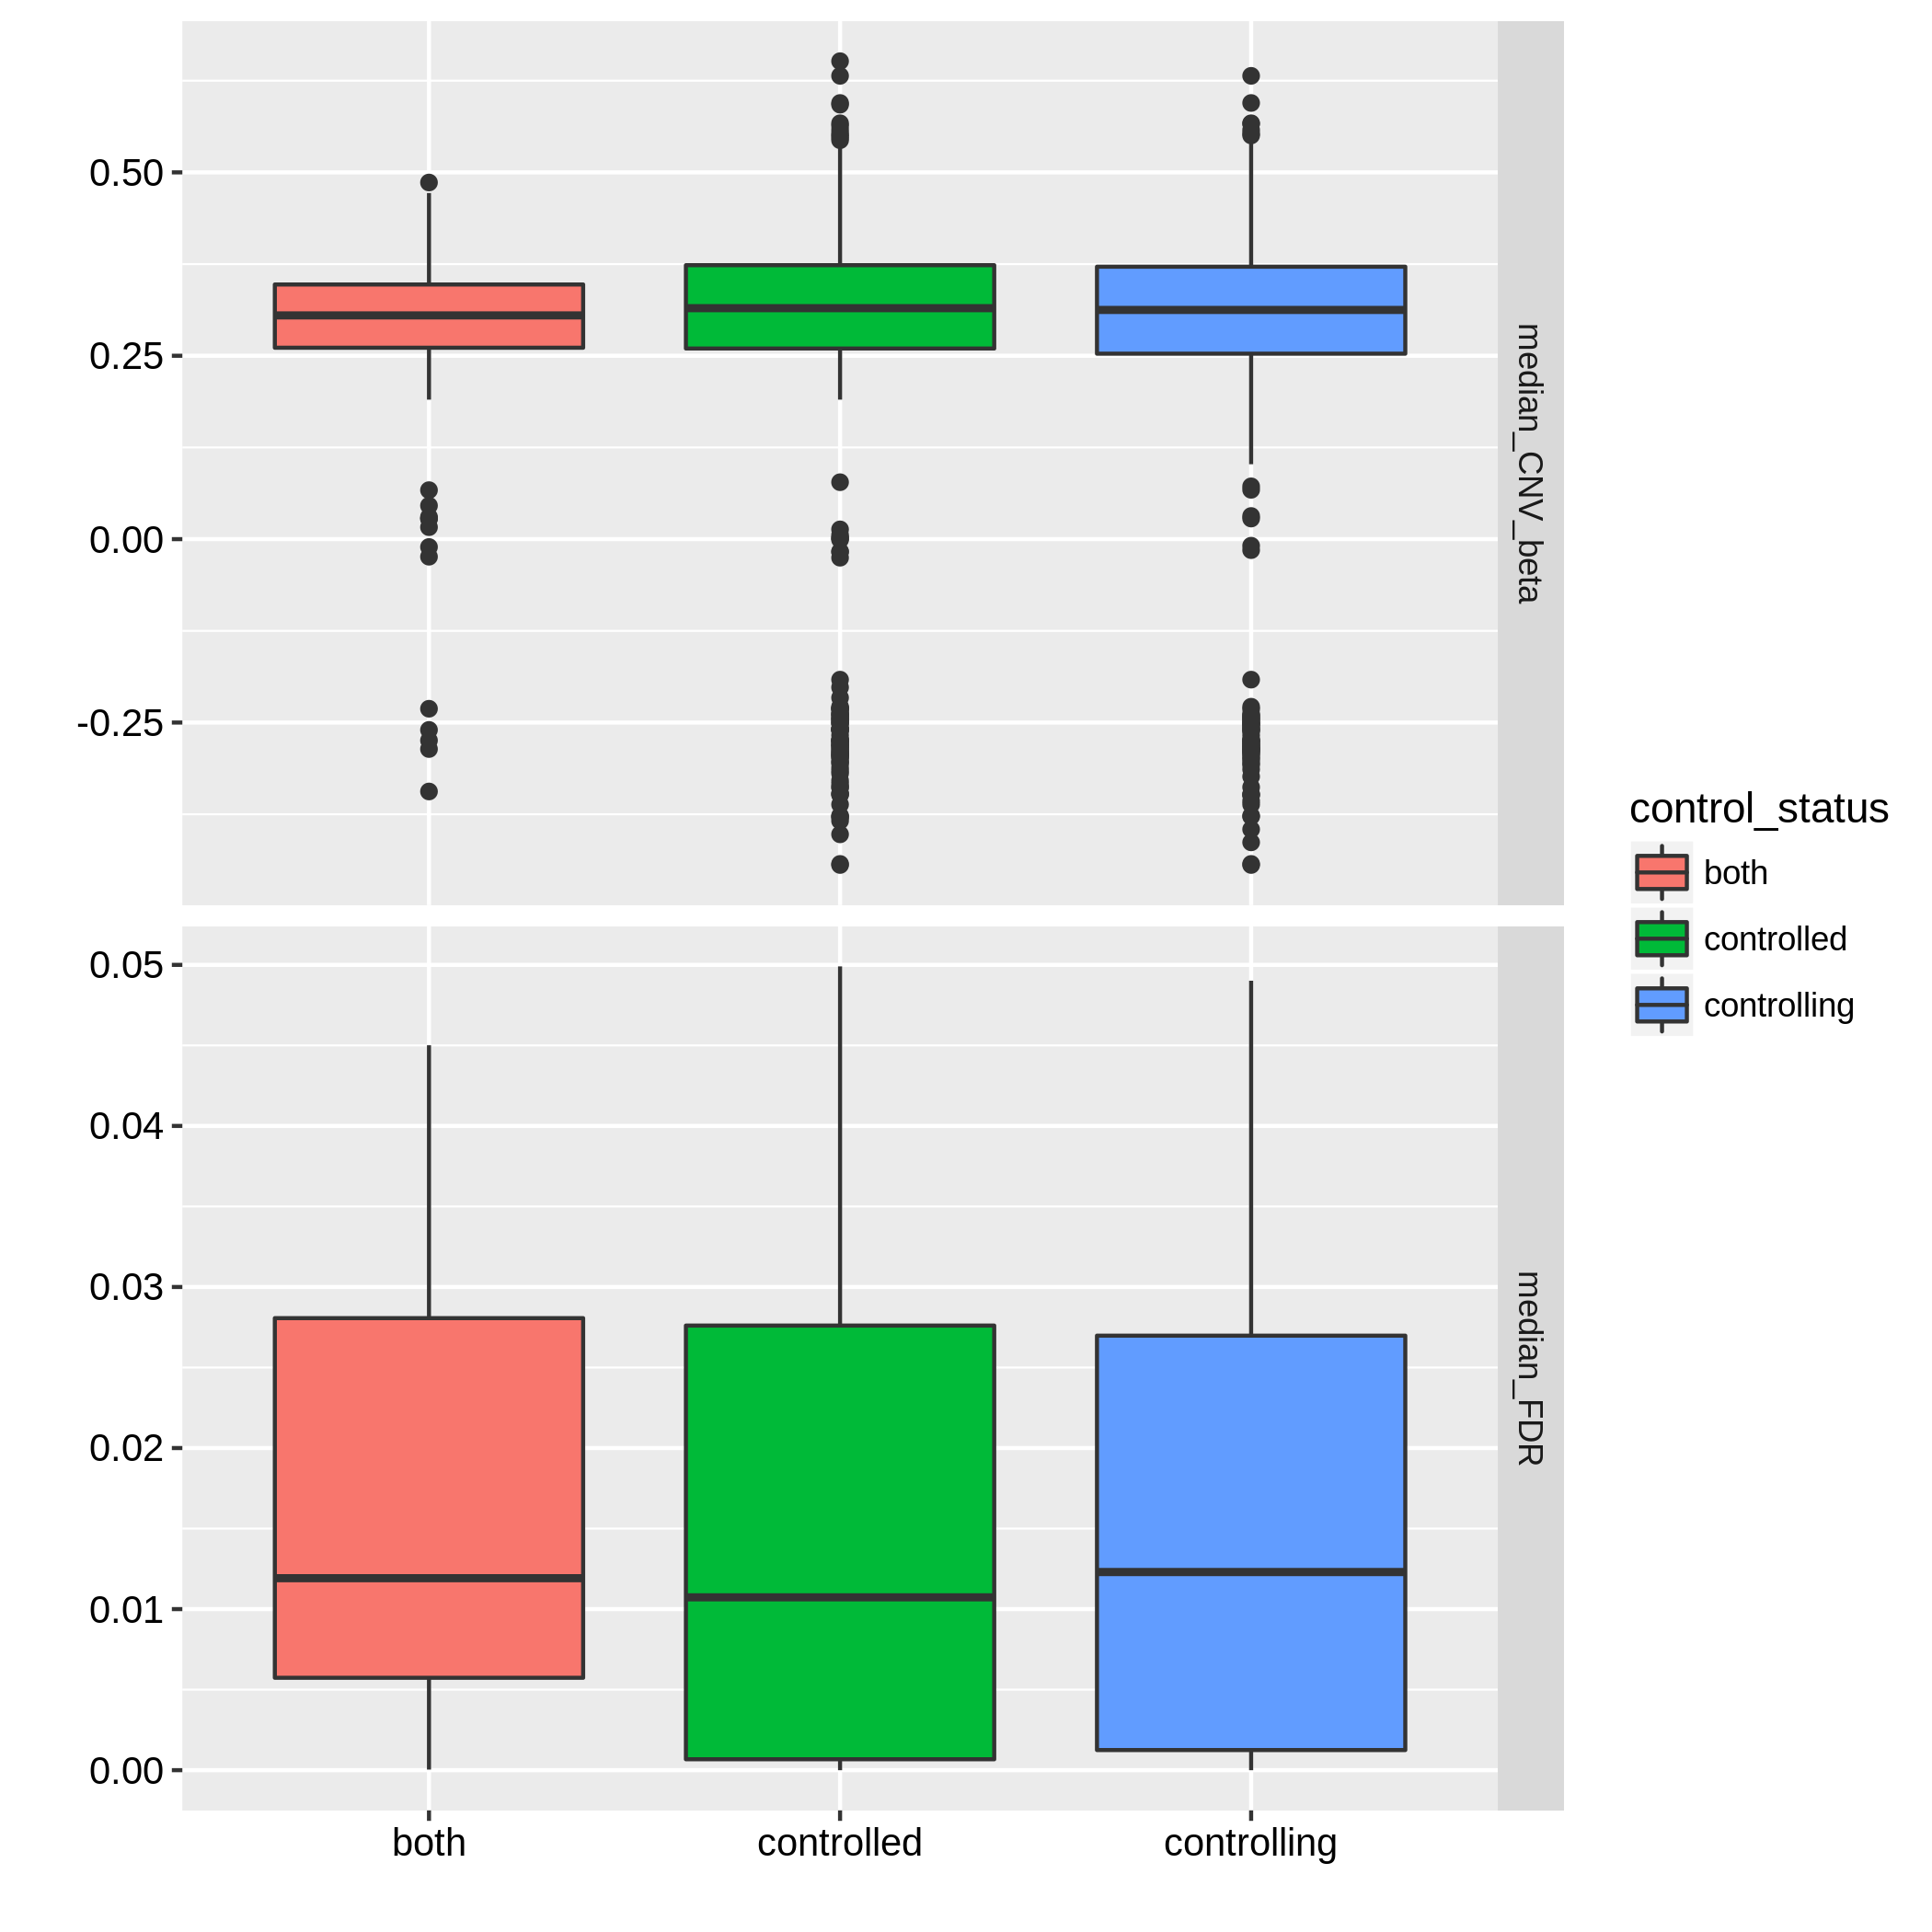 0.50
0.25
0.00
-0.25
median_CNV_beta
0.05
0.04
0.03
0.02
0.01
0.00
median_FDR
both
controlled
controlling
control_status
both
controlled
controlling